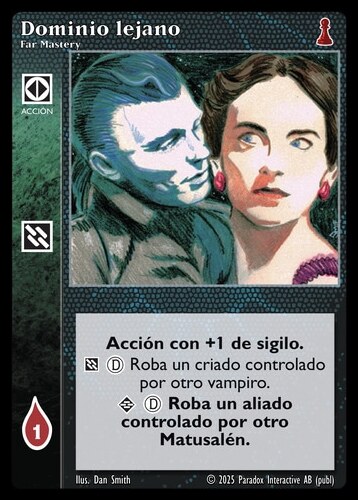 Dominio lejano
Far Mastery
ACCIÓN
Acción con +1 de sigilo.
D Roba un criado controlado
por otro vampiro.
D Roba un aliado
controlado por otro
Matusalén.
1
Ilus. Dan Smith © 2025 Paradox Interactive AB (publ)